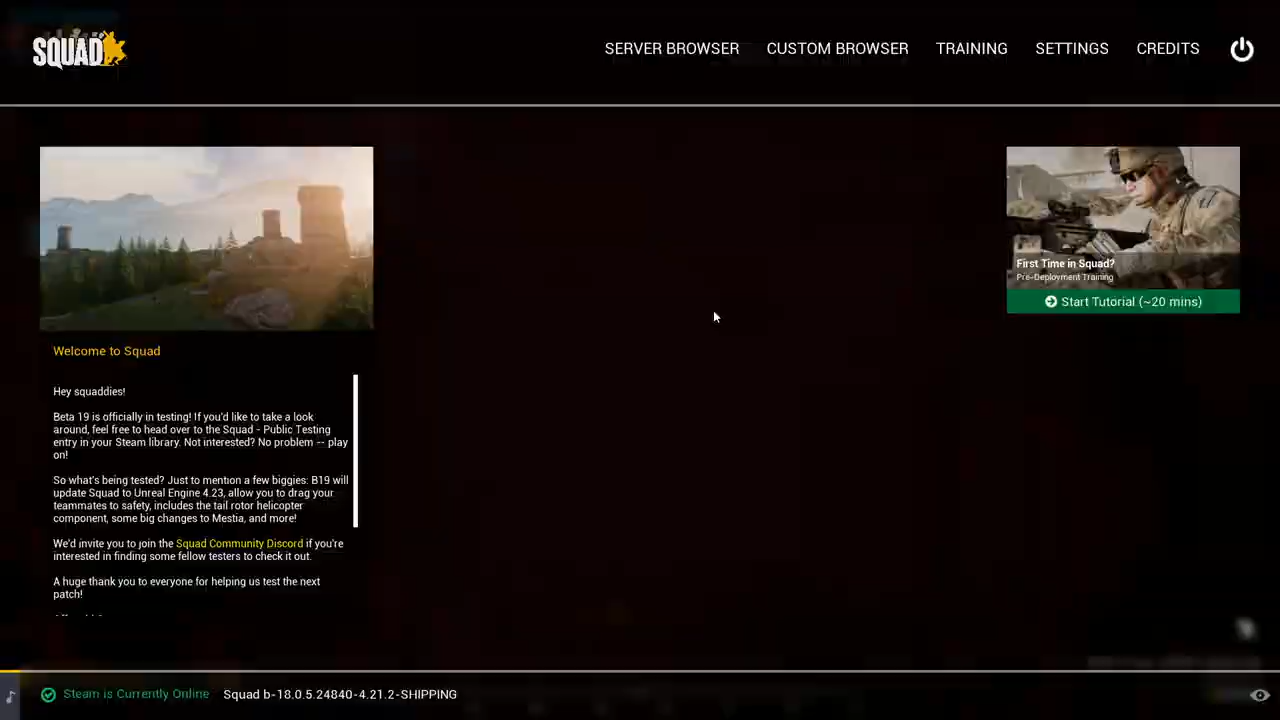 SQUAD
SERVER BROWSER
CUSTOM BROWSER
TRAINING
SETTINGS
CREDITS
First Time in Squad?
Pre-Deployment Training
Start Tutorial (~20 mins)
Welcome to Squad
Hey squaddies!
Beta 19 is officially in testing! If you'd like to take a look
around, feel free to head over to the Squad - Public Testing
entry in your Steam library. Not interested? No problem -- play
on!
So what's being tested? Just to mention a few biggies: B19 will
update Squad to Unreal Engine 4.23, allow you to drag your
teammates to safety, includes the tail rotor helicopter
component, some big changes to Mestia, and more!
We'd invite you to join the Squad Community Discord if you're
interested in finding some fellow testers to check it out.
A huge thank you to everyone for helping us test the next
patch!
Steam is Currently Online
Squad b-18.0.5.24840-4.21.2-SHIPPING